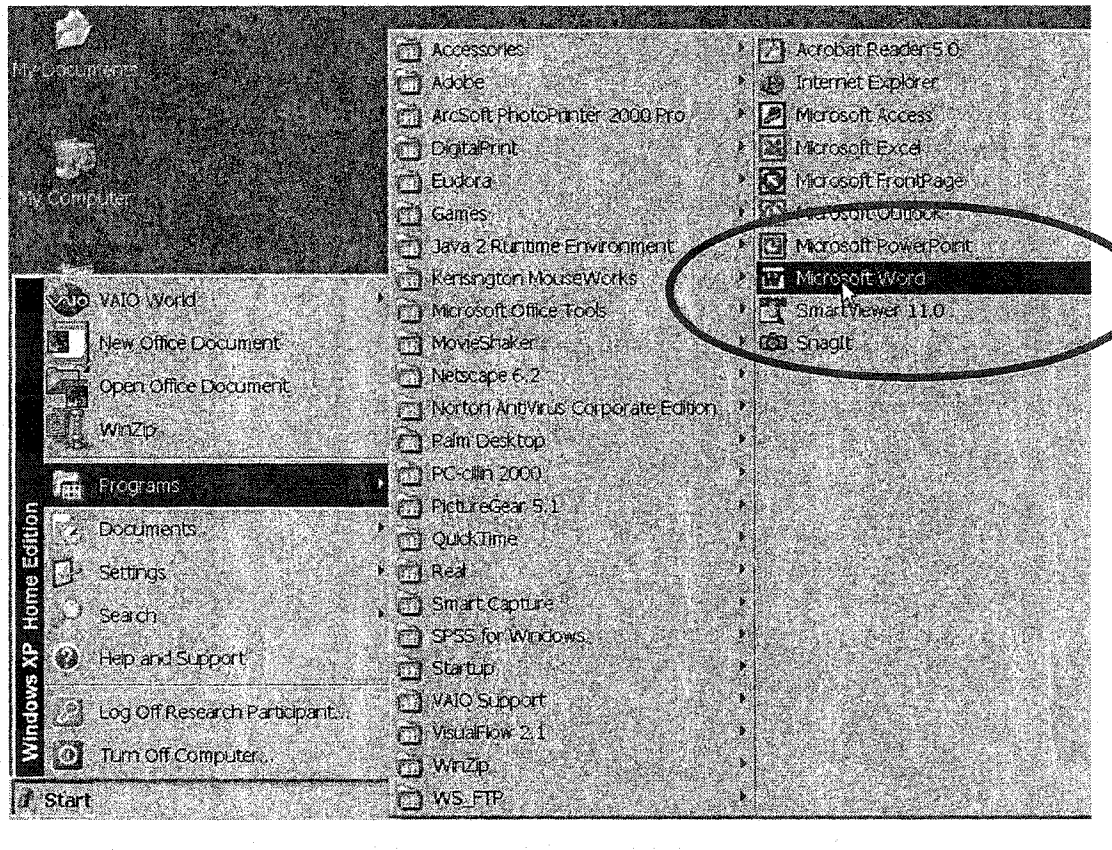 My Documents
My Computer
VAIO World
New Office Document
Open Office Document
WinZip
Programs
Documents
Settings
Search
Help and Support
Log Off Research Participant...
Turn Off Computer...
Windows XP Home Edition
Start
Accessories
Adobe
ArcSoft PhotoPrinter 2000 Pro
DigitalPrint
Eudora
Games
Java 2 Runtime Environment
Kensington MouseWorks
Microsoft Office Tools
MovieShaker
Netscape 6.2
Norton AntiVirus Corporate Edition
Palm Desktop
PC-cillin 2000
PictureGear 5.1
QuickTime
Real
Smart Capture
SPSS for Windows
Startup
VAIO Support
VisualFlow 2.1
WinZip
WS_FTP
Acrobat Reader 5.0
Internet Explorer
Microsoft Access
Microsoft Excel
Microsoft FrontPage
Microsoft Outlook
Microsoft PowerPoint
Microsoft Word
SmartViewer 11.0
SnagIt